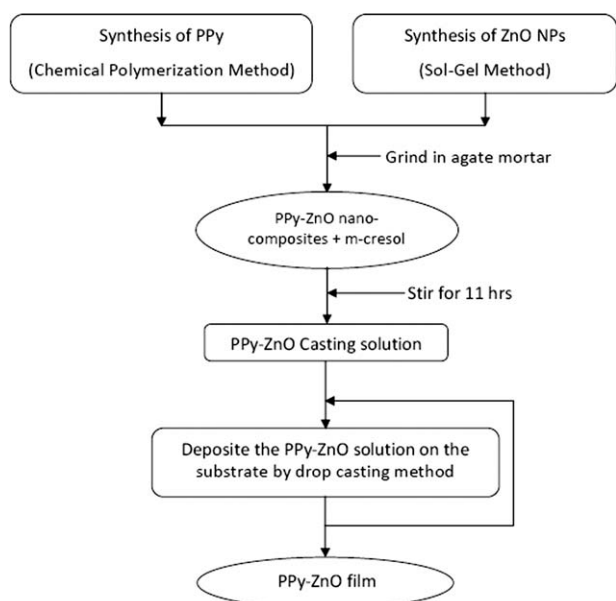 Synthesis of PPy
(Chemical Polymerization Method)
Synthesis of ZnO NPs
(Sol-Gel Method)
Grind in agate mortar
PPy-ZnO nano-
composites + m-cresol
Stir for 11 hrs
PPy-ZnO Casting solution
Deposite the PPy-ZnO solution on the
substrate by drop casting method
PPy-ZnO film